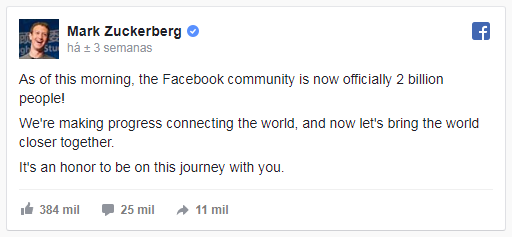 Mark Zuckerberg
há ± 3 semanas
As of this morning, the Facebook community is now officially 2 billion
people!
We're making progress connecting the world, and now let's bring the world
closer together.
It's an honor to be on this journey with you.
384 mil 25 mil 11 mil